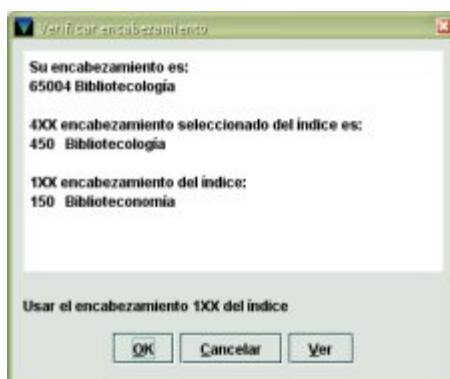 Verificar encabezamiento
Su encabezamiento es:
65004 Bibliotecología
4XX encabezamiento seleccionado del índice es:
450 Bibliotecología
1XX encabezamiento del índice:
150 Biblioteconomía
Usar el encabezamiento 1XX del índice
OK Cancelar Ver